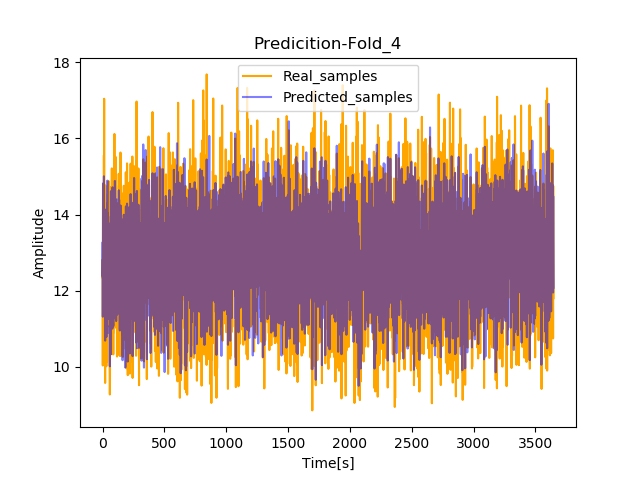 Predicition-Fold_4
Real_samples
Predicted_samples
Amplitude
18
16
14
12
10
0 500 1000 1500 2000 2500 3000 3500
Time[s]